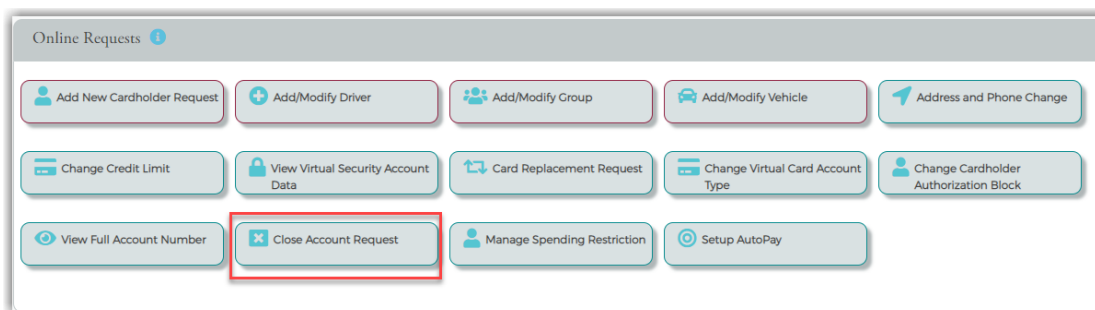 Online Requests
Add New Cardholder Request
Add/Modify Driver
Add/Modify Group
Add/Modify Vehicle
Address and Phone Change
Change Credit Limit
View Virtual Security Account
Data
Card Replacement Request
Change Virtual Card Account
Type
Change Cardholder
Authorization Block
View Full Account Number
Close Account Request
Manage Spending Restriction
Setup AutoPay